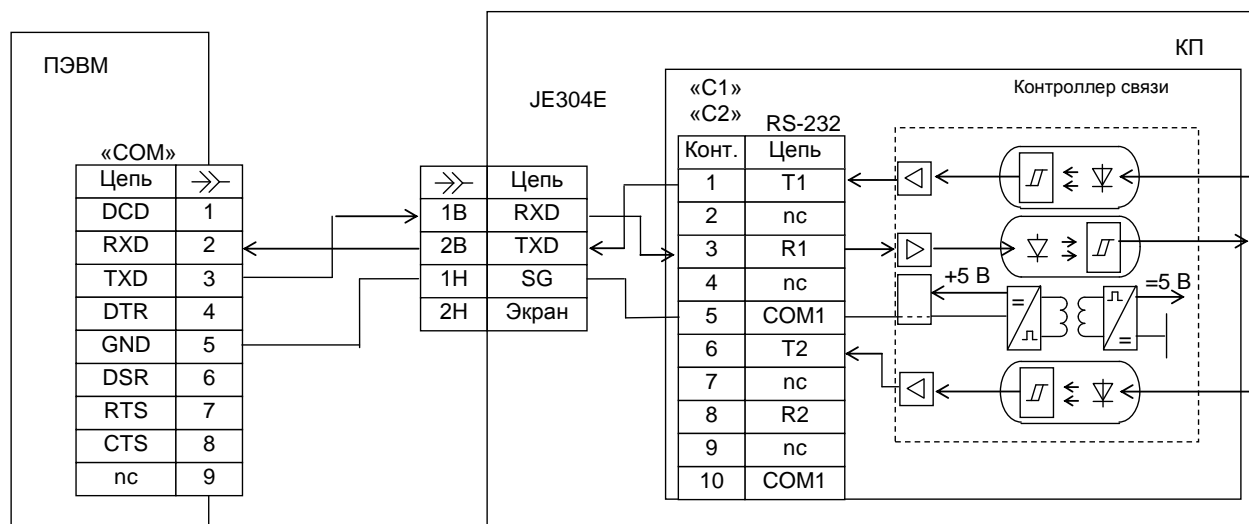 КП
ПЭВМ
JE304E
«С1»
«С2»
Контроллер связи
RS-232
«COM»
Цепь
DCD 1
RXD 2
TXD 3
DTR 4
GND 5
DSR 6
RTS 7
CTS 8
nc 9
Цепь
1В RXD
2В TXD
1Н SG
2Н Экран
Конт. Цепь
1 T1
2 nc
3 R1
4 nc
5 COM1
6 T2
7 nc
8 R2
9 nc
10 COM1
+5 В
=5 В
=
=